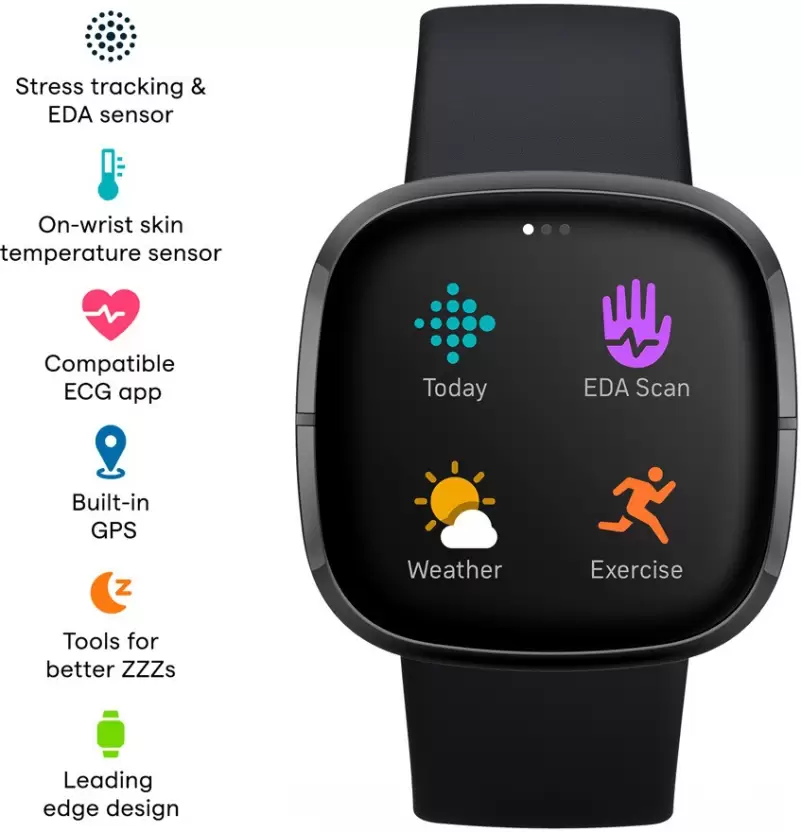 Stress tracking &
EDA sensor
On-wrist skin
temperature sensor
Compatible
ECG app
Built-in
GPS
Tools for
better ZZZs
Leading
edge design
Today
EDA Scan
Weather
Exercise